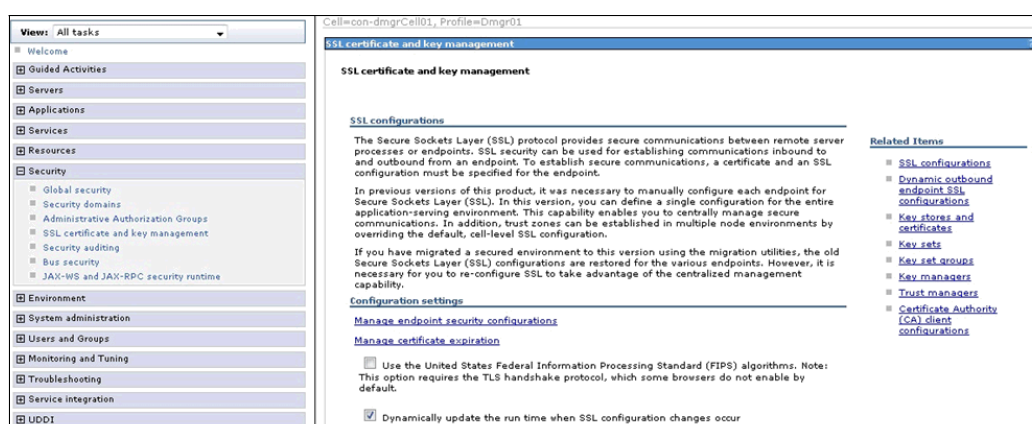 View: All tasks
Welcome
Guided Activities
Servers
Applications
Services
Resources
Security
Global security
Security domains
Administrative Authorization Groups
SSL certificate and key management
Security auditing
Bus security
JAX-WS and JAX-RPC security runtime
Environment
System administration
Users and Groups
Monitoring and Tuning
Troubleshooting
Service integration
UDDI
Cell=con-dmgrCell01, Profile=Dmgr01
SSL certificate and key management
?
SSL certificate and key management
SSL configurations
The Secure Sockets Layer (SSL) protocol provides secure communications between remote server
processes or endpoints. SSL security can be used for establishing communications inbound to
and outbound from an endpoint. To establish secure communications, a certificate and an SSL
configuration must be specified for the endpoint.
In previous versions of this product, it was necessary to manually configure each endpoint for
Secure Sockets Layer (SSL). In this version, you can define a single configuration for the entire
application-serving environment. This capability enables you to centrally manage secure
communications. In addition, trust zones can be established in multiple node environments by
overriding the default, cell-level SSL configuration.
If you have migrated a secured environment to this version using the migration utilities, the old
Secure Sockets Layer (SSL) configurations are restored for the various endpoints. However, it is
necessary for you to re-configure SSL to take advantage of the centralized management
capability.
Configuration settings
Manage endpoint security configurations
Manage certificate expiration
Use the United States Federal Information Processing Standard (FIPS) algorithms. Note:
This option requires the TLS handshake protocol, which some browsers do not enable by
default.
Dynamically update the run time when SSL configuration changes occur
Related Items
SSL configurations
Dynamic outbound
endpoint SSL
configurations
Key stores and
certificates
Key sets
Key set groups
Key managers
Trust managers
Certificate Authority
(CA) client
configurations